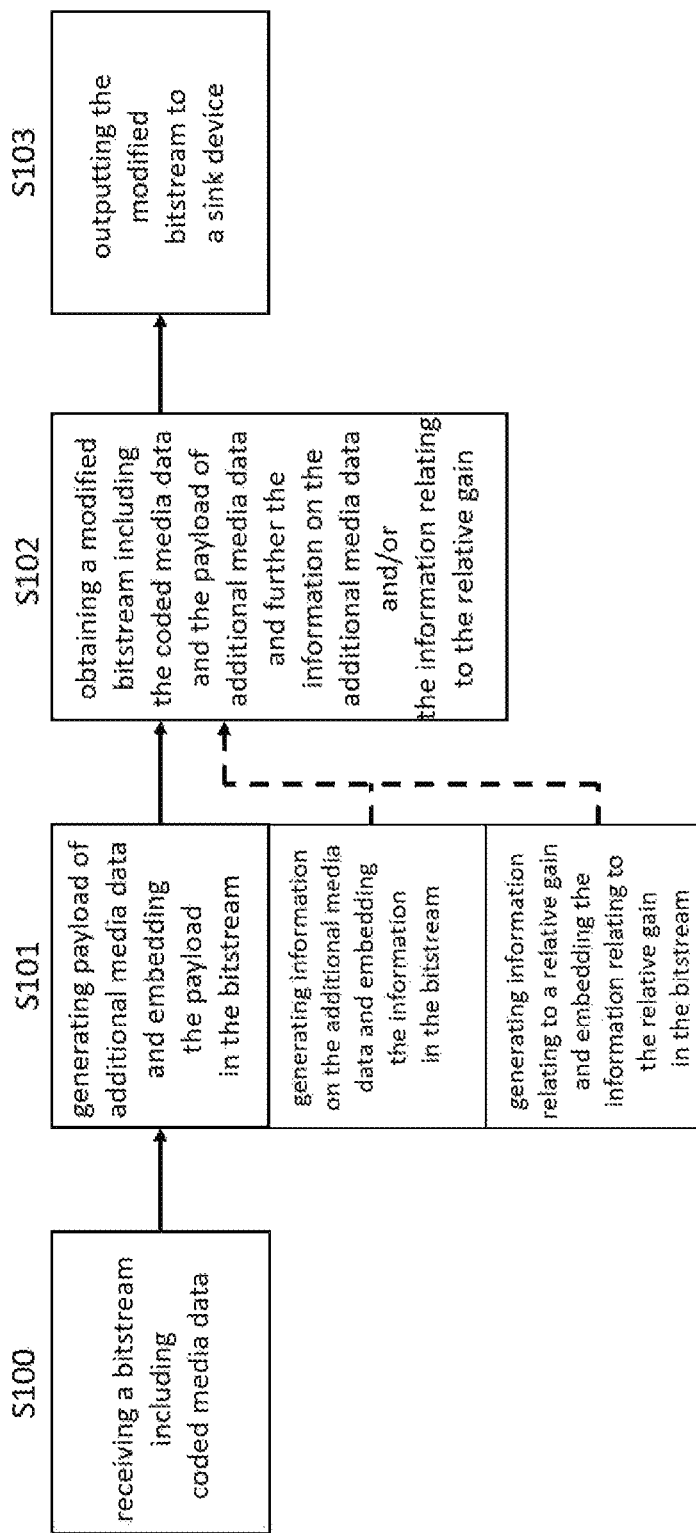 S100
receiving a bitstream
including
coded media data
S101
generating payload of
additional media data
and embedding
the payload
in the bitstream
generating information
on the additional media
data and embedding
the information
in the bitstream
generating information
relating to a relative gain
and embedding the
information relating to
the relative gain
in the bitstream
S102
obtaining a modified
bitstream including
the coded media data
and the payload of
additional media data
and further the
information on the
additional media data
and/or
the information relating
to the relative gain
S103
outputting the
modified
bitstream to
a sink device